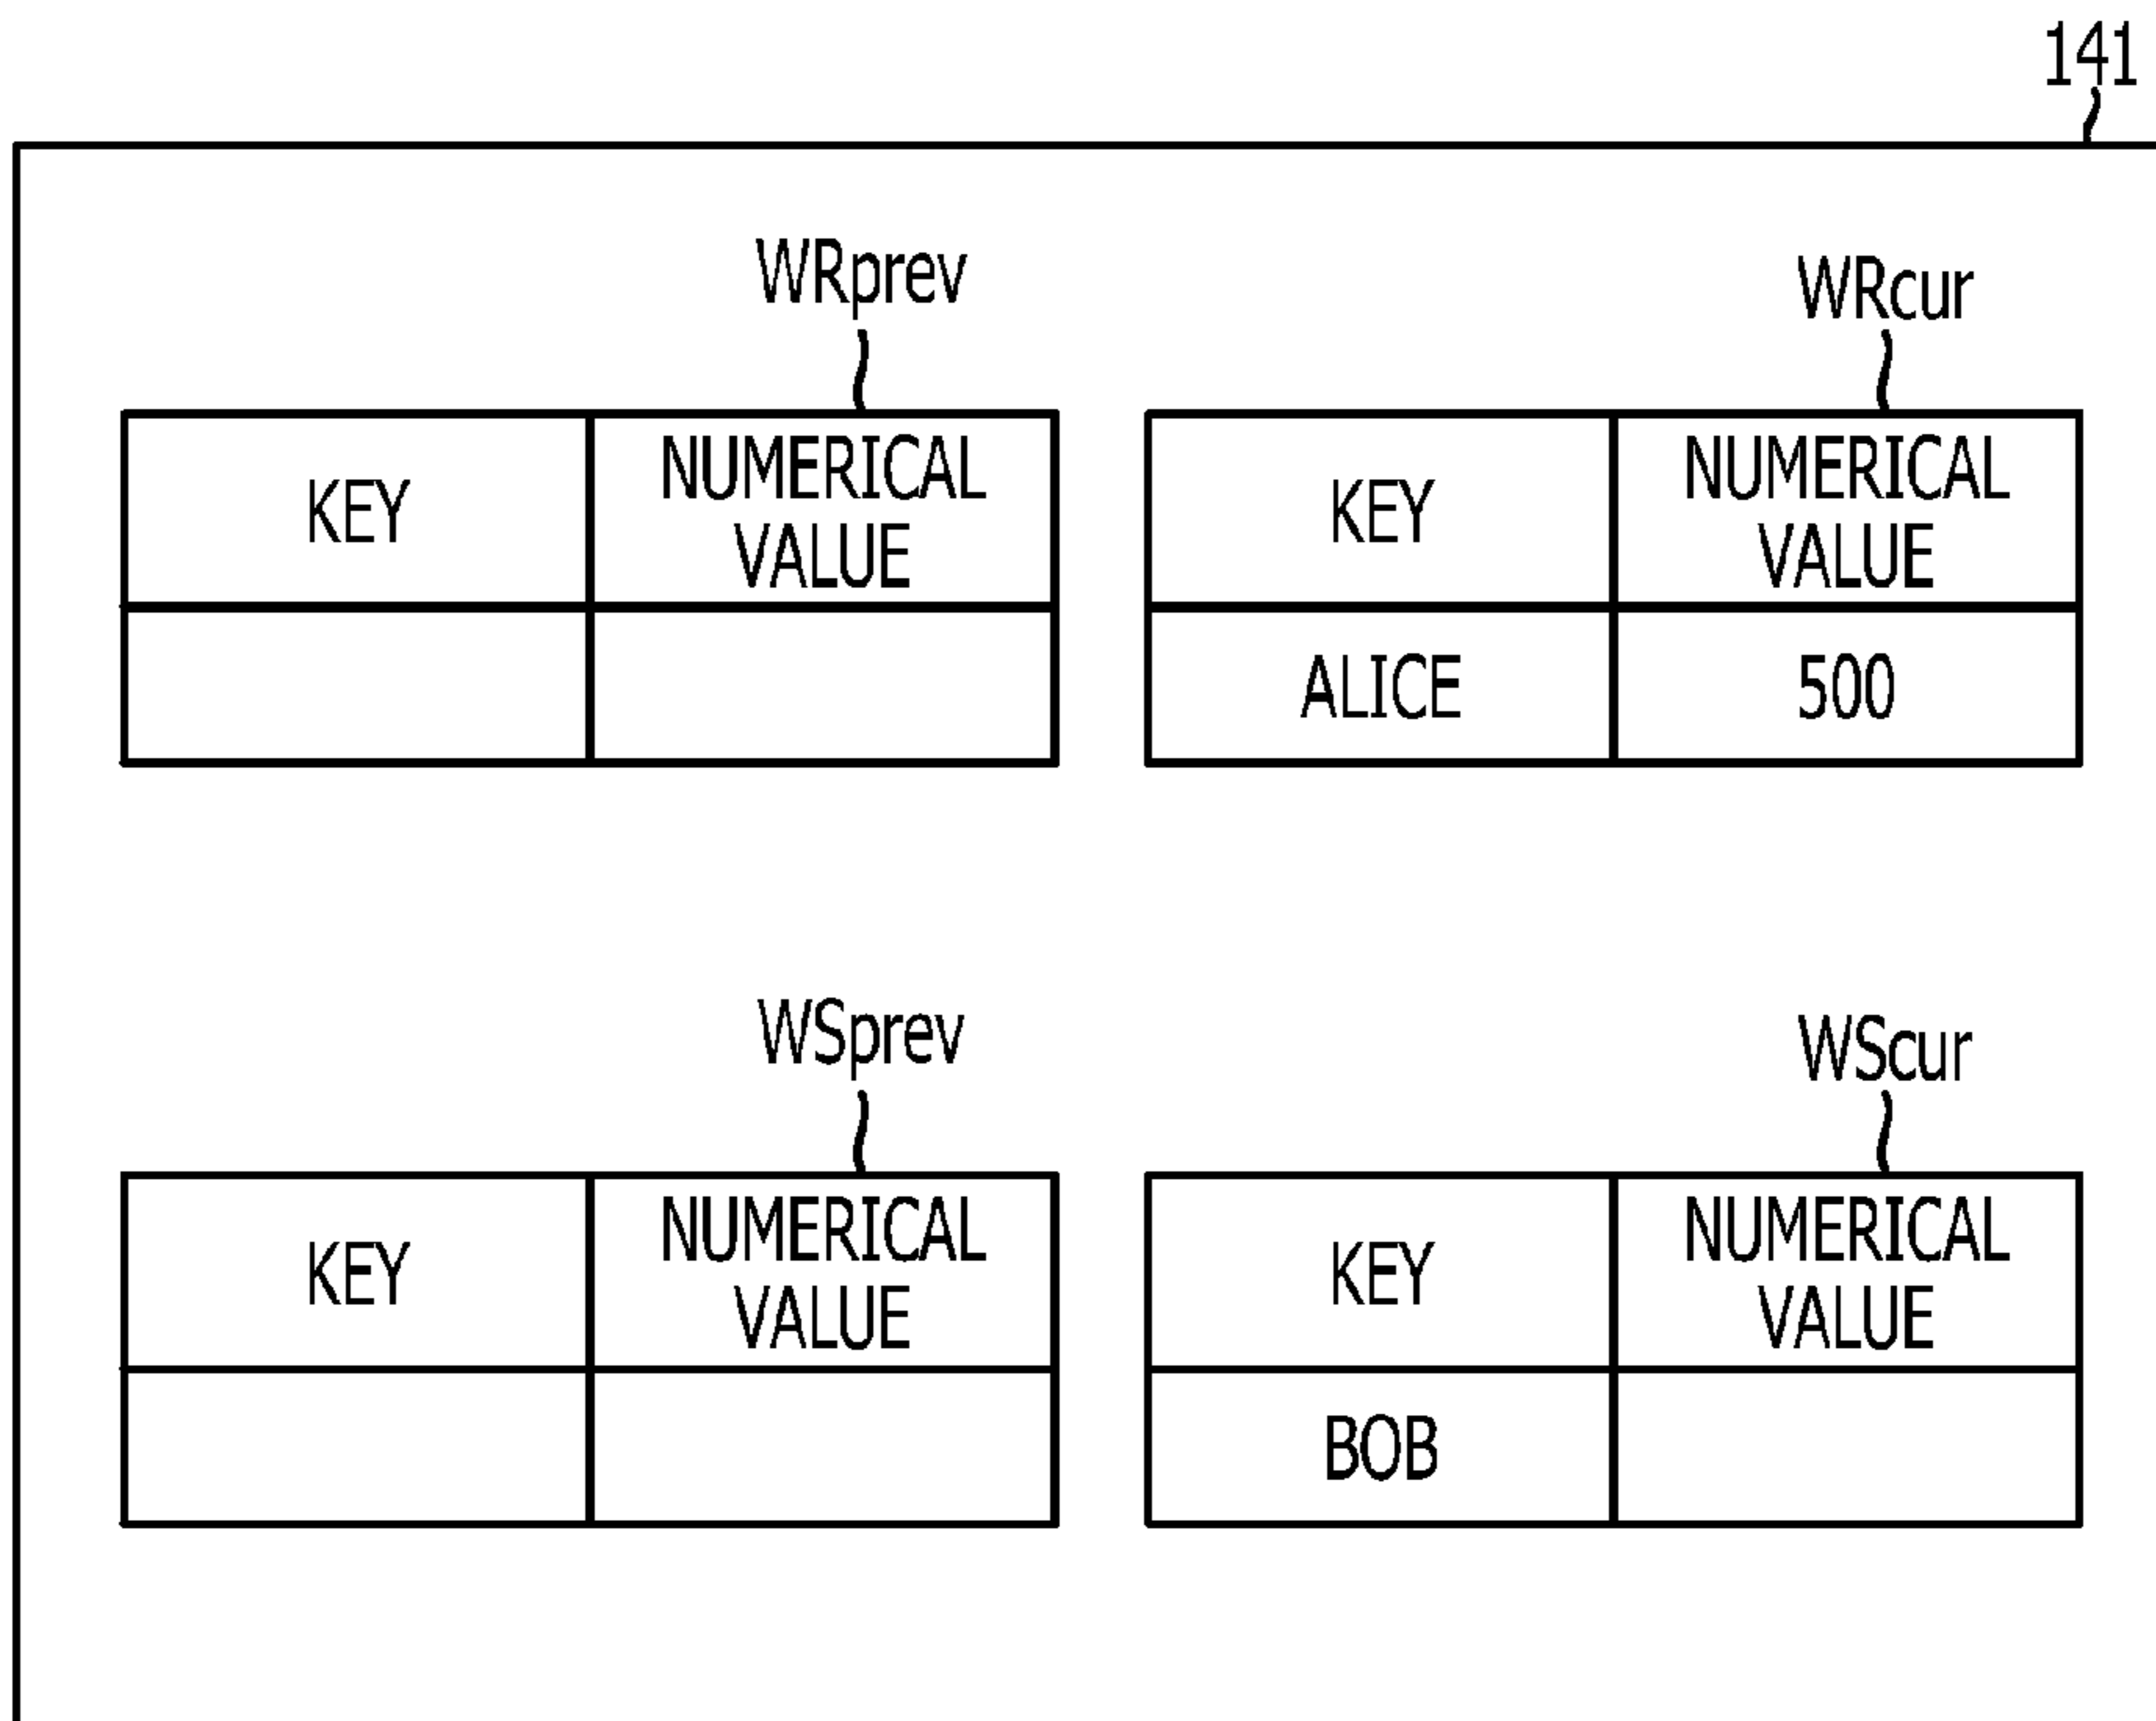 141
WRprev
WRcur
KEY
NUMERICAL
VALUE
KEY
NUMERICAL
VALUE
ALICE
500
WSprev
WScur
KEY
NUMERICAL
VALUE
KEY
NUMERICAL
VALUE
BOB